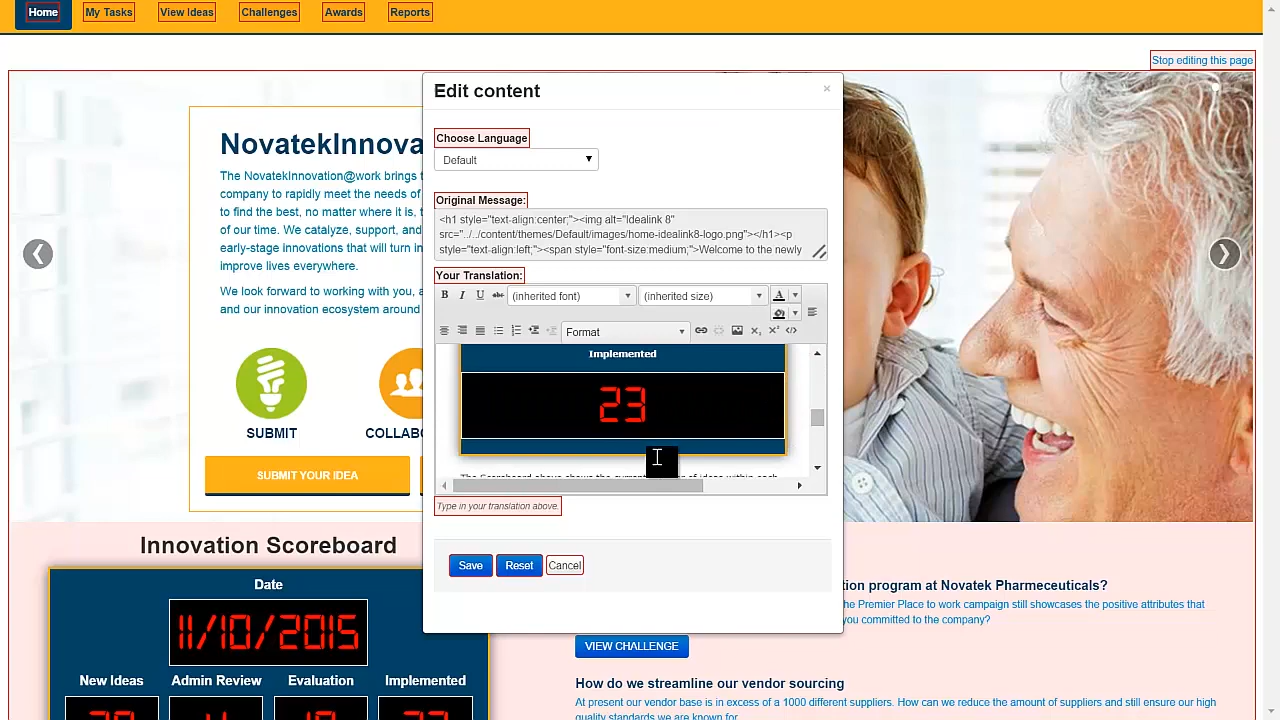 Home My Tasks View Ideas Challenges Awards Reports
Stop editing this page
Edit content
×
Choose Language
Default
Original Message:
<h1 style="text-align:center;"><img alt="Idealink 8"
src="../../content/themes/Default/images/home-idealink8-logo.png"></h1><p
style="text-align:left;"><span style="font-size:medium;">Welcome to the newly
Your Translation:
B I U abc (inherited font) (inherited size) A
Format
Implemented
23
Type in your translation above.
Save Reset Cancel
NovatekInnova
The NovatekInnovation@work brings t
company to rapidly meet the needs of
to find the best, no matter where it is, t
of our time. We catalyze, support, and
early-stage innovations that will turn in
improve lives everywhere.
We look forward to working with you, a
and our innovation ecosystem around
SUBMIT COLLABO
SUBMIT YOUR IDEA
Innovation Scoreboard
Date
11/10/2015
New Ideas Admin Review Evaluation Implemented
tion program at Novatek Pharmeceuticals?
he Premier Place to work campaign still showcases the positive attributes that
you committed to the company?
VIEW CHALLENGE
How do we streamline our vendor sourcing
At present our vendor base is in excess of a 1000 different suppliers. How can we reduce the amount of suppliers and still ensure our high
quality standards we are known for